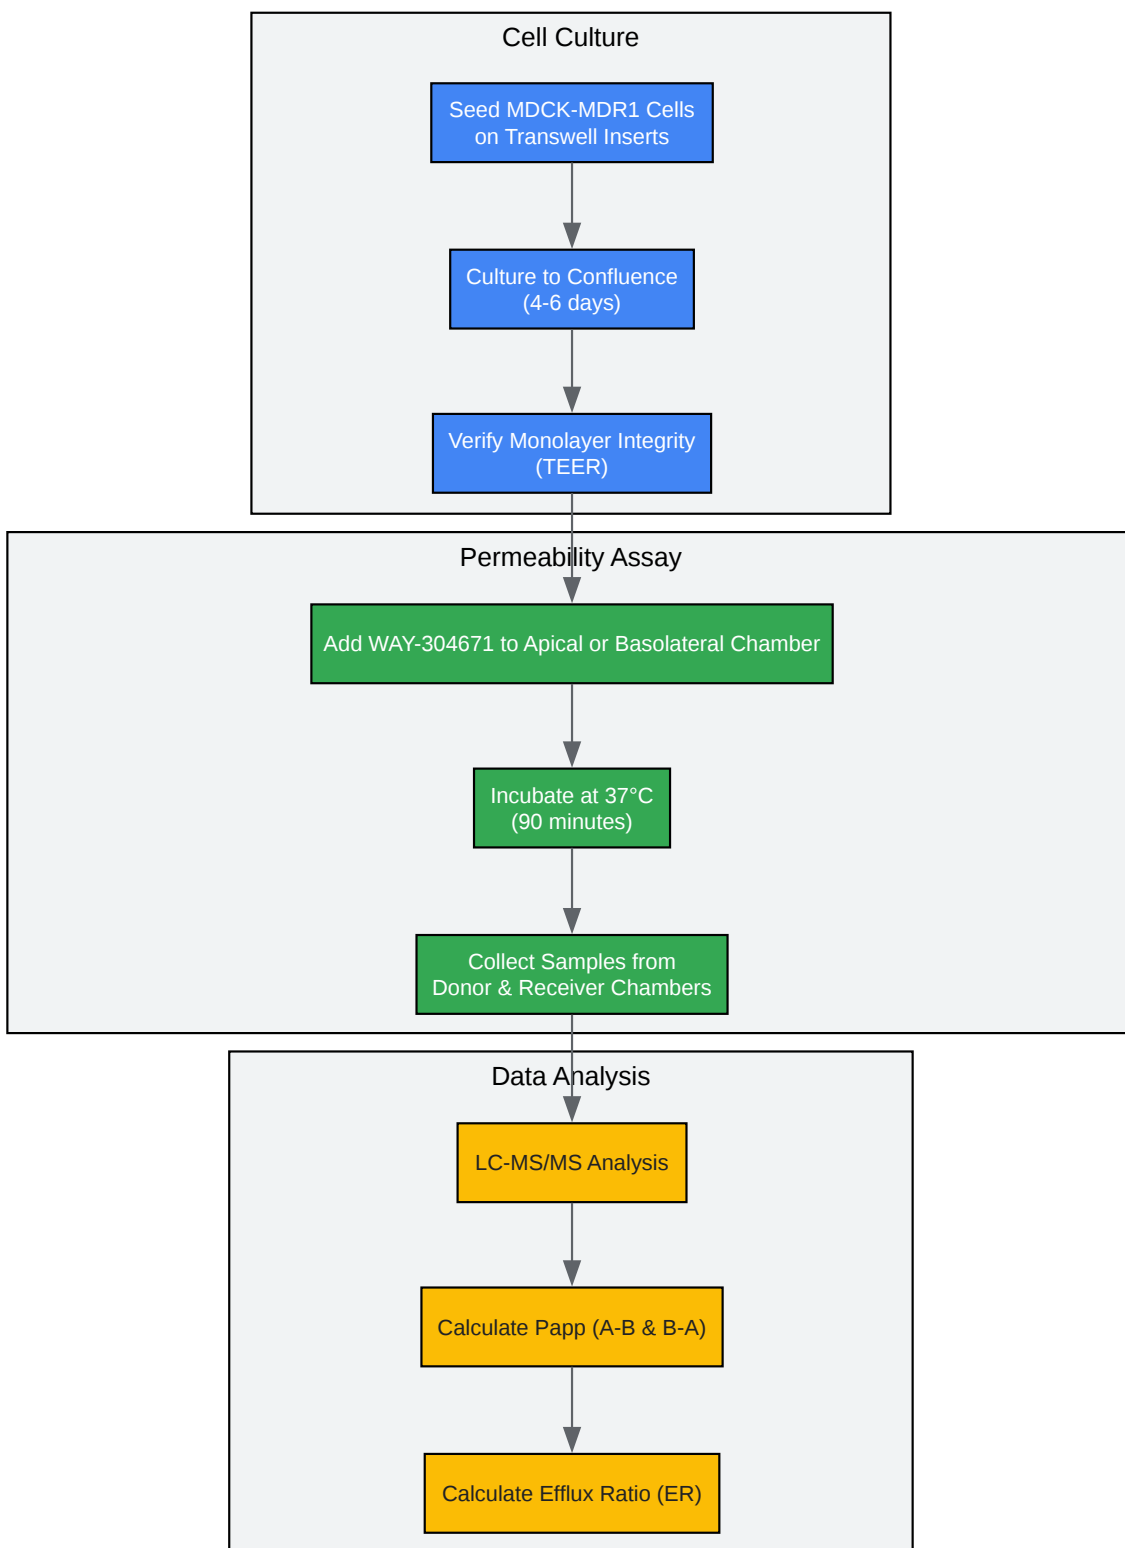 Cell Culture
Seed MDCK-MDR1 Cells
on Transwell Inserts
Culture to Confluence
(4-6 days)
Verify Monolayer Integrity
(TEER)
Permeability Assay
Add WAY-304671 to Apical or Basolateral Chamber
Incubate at 37°C
(90 minutes)
Collect Samples from
Donor & Receiver Chambers
Data Analysis
LC-MS/MS Analysis
Calculate Papp (A-B & B-A)
Calculate Efflux Ratio (ER)